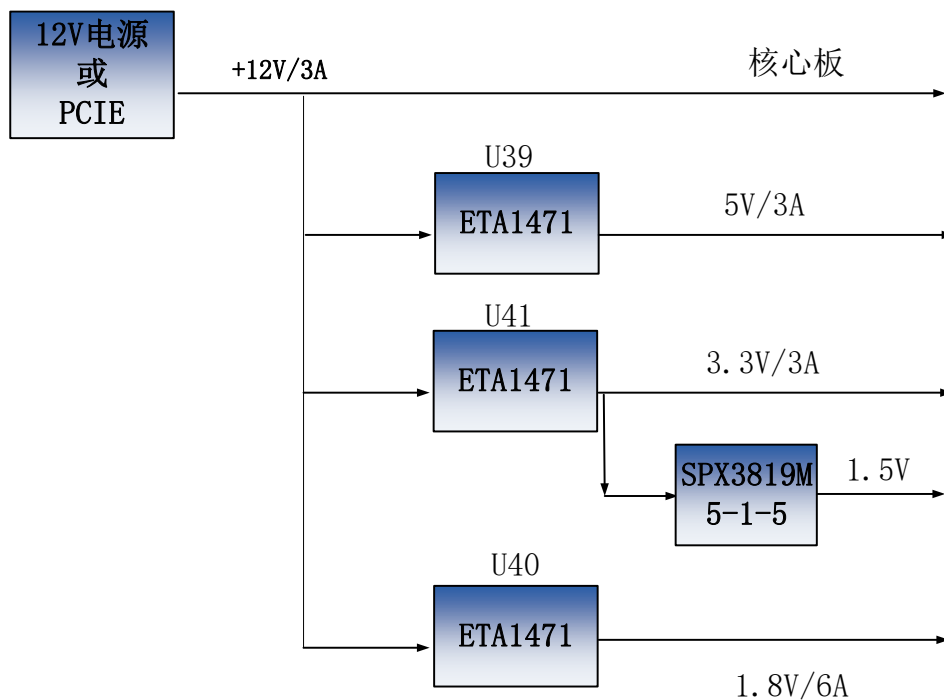 12V电源
或
PCIE
+12V/3A
核心板
U39
ETA1471
5V/3A
U41
ETA1471
3.3V/3A
SPX3819M
5-1-5
1.5V
U40
ETA1471
1.8V/6A